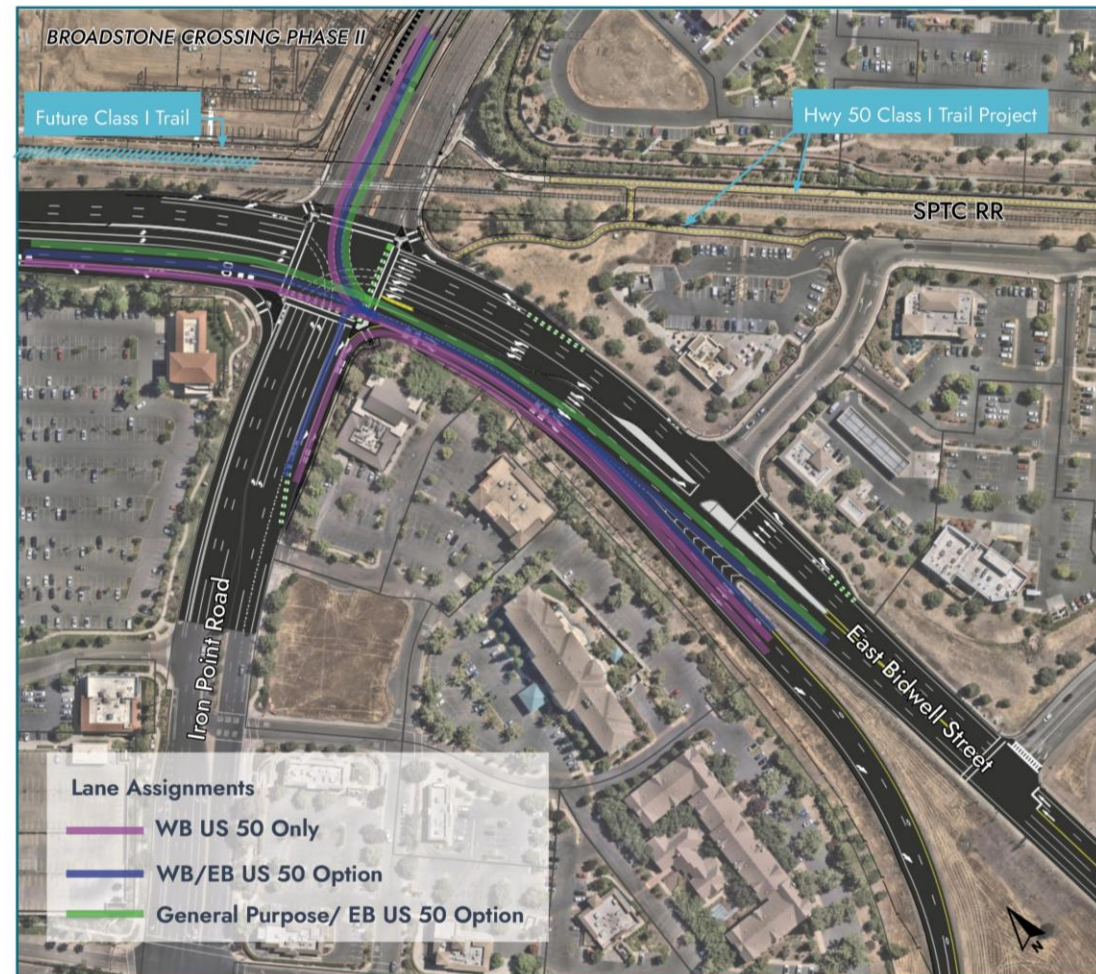 BROADSTONE CROSSING PHASE II
Future Class I Trail
Hwy 50 Class I Trail Project
SPTC RR
Iron Point Road
East Bidwell Street
Lane Assignments
WB US 50 Only
WB/EB US 50 Option
General Purpose/ EB US 50 Option
N